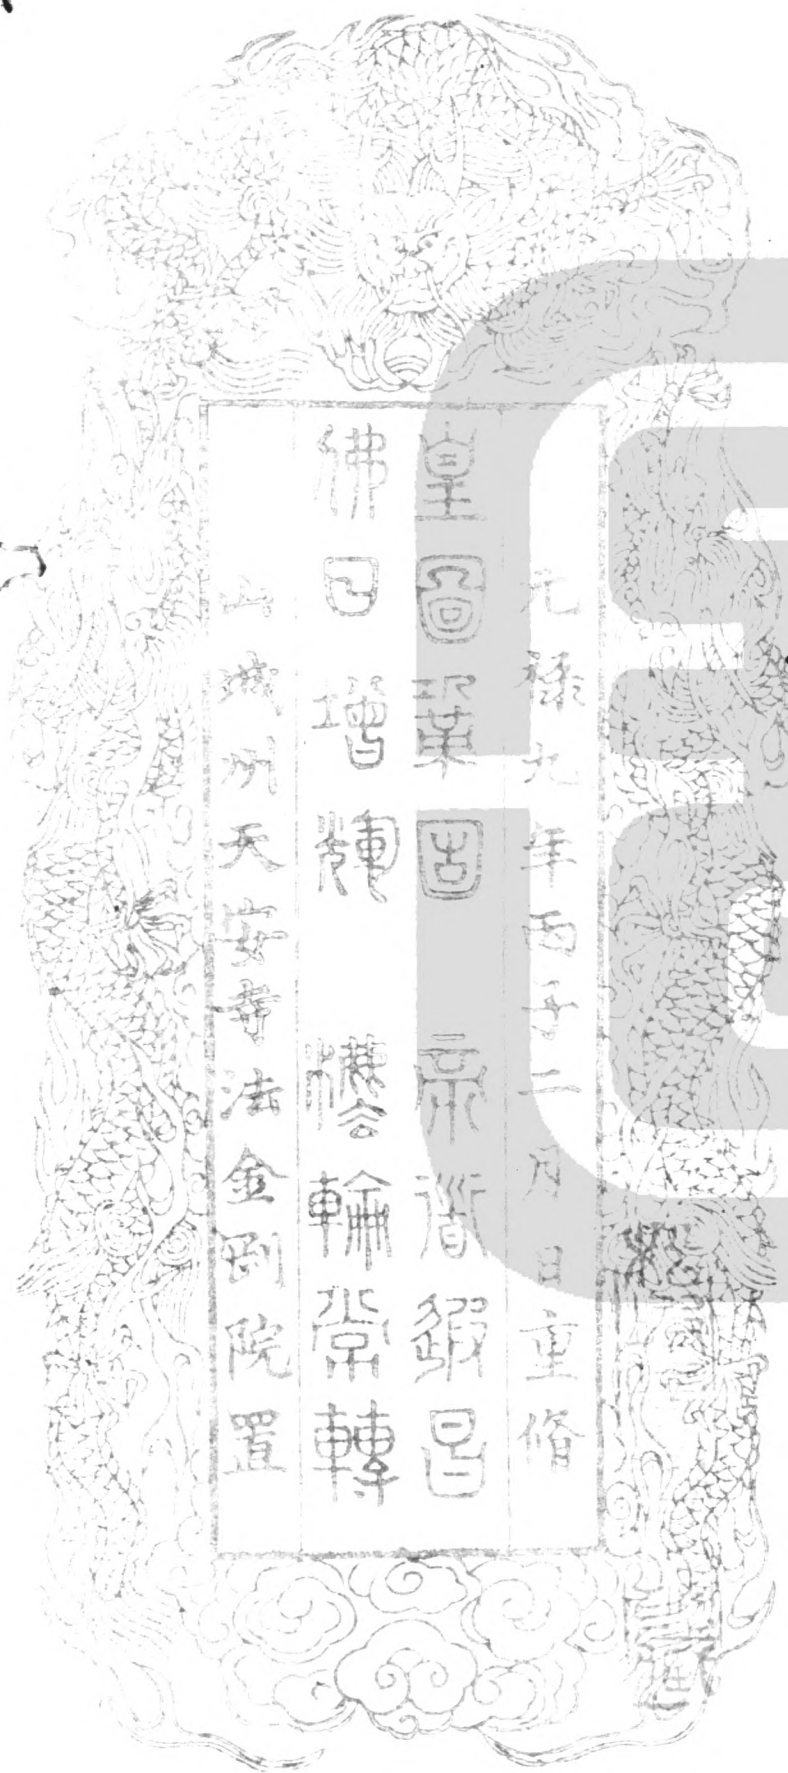 元祿九年丙子二月日重脩
皇圖鞏固　帝道遐昌
佛日增輝　法輪常轉
山城州天安寺法金剛院置